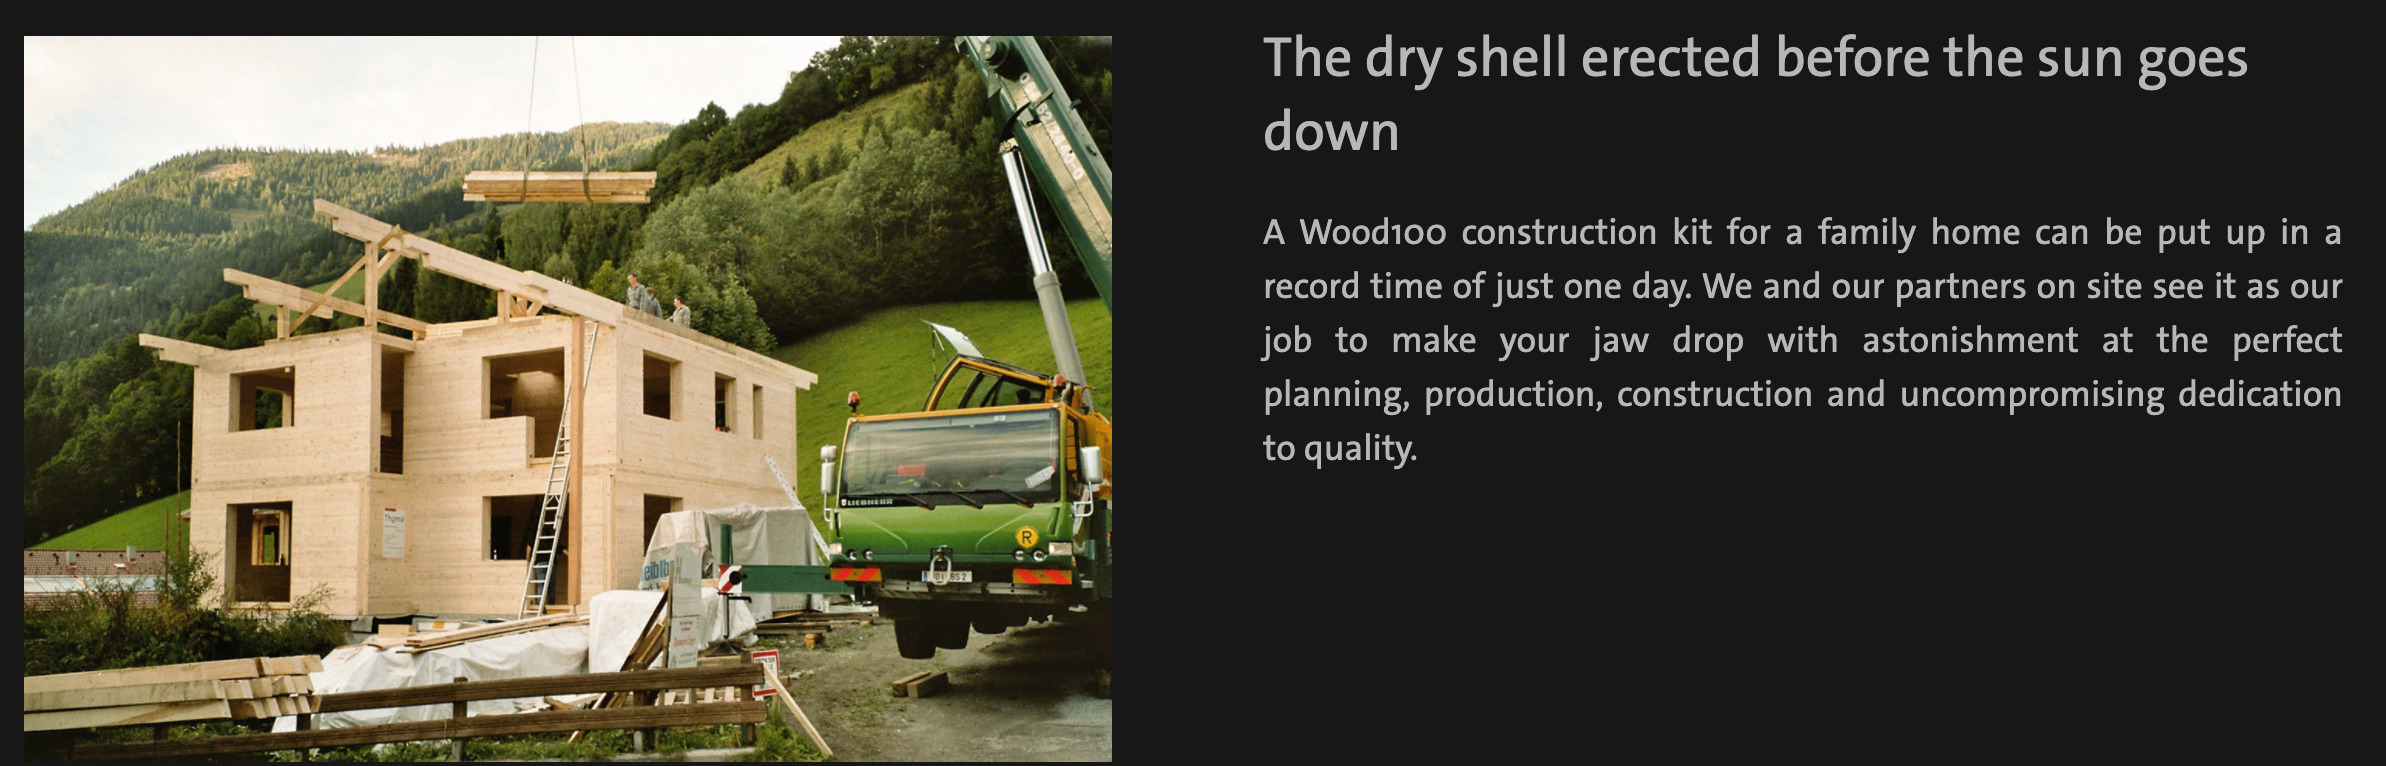 The dry shell erected before the sun goes
down
A Wood100 construction kit for a family home can be put up in a
record time of just one day. We and our partners on site see it as our
job to make your jaw drop with astonishment at the perfect
planning, production, construction and uncompromising dedication
to quality.
Thoma
LIEBHERR
R